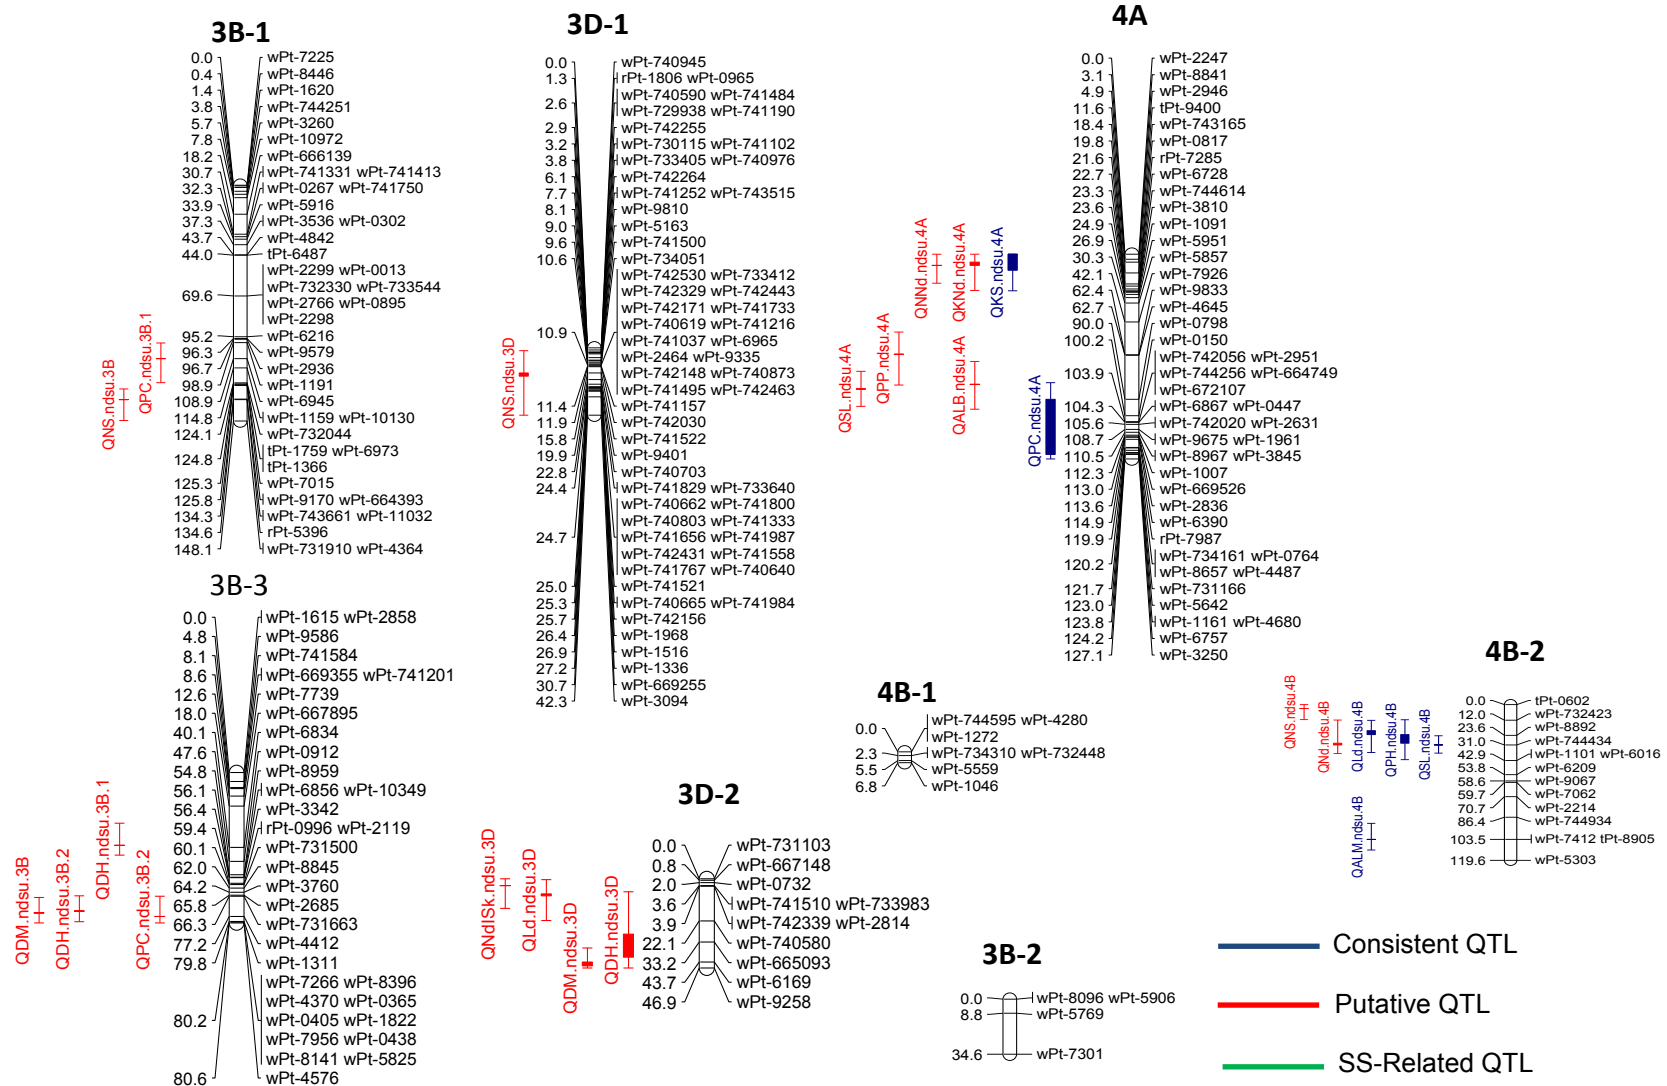 3B-1
0.0 wPt-7225
0.4 wPt-8446
1.4 wPt-1620
3.8 wPt-744251
5.7 wPt-3260
7.8 wPt-10972
18.2 wPt-666139
30.7 wPt-741331 wPt-741413
32.3 wPt-0267 wPt-741750
33.9 wPt-5916
37.3 wPt-3536 wPt-0302
43.7 wPt-4842
44.0 tPt-6487
wPt-2299 wPt-0013
wPt-732330 wPt-733544
69.6 wPt-2766 wPt-0895
wPt-2298
95.2 wPt-6216
96.3 wPt-9579
96.7 wPt-2936
98.9 wPt-1191
108.9 wPt-6945
114.8 wPt-1159 wPt-10130
124.1 wPt-732044
124.8 tPt-1759 wPt-6973
tPt-1366
125.3 wPt-7015
125.8 wPt-9170 wPt-664393
134.3 wPt-743661 wPt-11032
134.6 rPt-5396
148.1 wPt-731910 wPt-4364
QNS.ndsu.3B
QPC.ndsu.3B.1
3D-1
0.0 wPt-740945
1.3 rPt-1806 wPt-0965
wPt-740590 wPt-741484
2.6 wPt-729938 wPt-741190
2.9 wPt-742255
3.2 wPt-730115 wPt-741102
3.8 wPt-733405 wPt-740976
6.1 wPt-742264
7.7 wPt-741252 wPt-743515
8.1 wPt-9810
9.0 wPt-5163
9.6 wPt-741500
10.6 wPt-734051
wPt-742530 wPt-733412
wPt-742329 wPt-742443
wPt-742171 wPt-741733
wPt-740619 wPt-741216
10.9 wPt-741037 wPt-6965
wPt-2464 wPt-9335
wPt-742148 wPt-740873
wPt-741495 wPt-742463
11.4 wPt-741157
11.9 wPt-742030
15.8 wPt-741522
19.9 wPt-9401
22.8 wPt-740703
24.4 wPt-741829 wPt-733640
wPt-740662 wPt-741800
wPt-740803 wPt-741333
24.7 wPt-741656 wPt-741987
wPt-742431 wPt-741558
wPt-741767 wPt-740640
25.0 wPt-741521
25.3 wPt-740665 wPt-741984
25.7 wPt-742156
26.4 wPt-1968
26.9 wPt-1516
27.2 wPt-1336
30.7 wPt-669255
42.3 wPt-3094
QNS.ndsu.3D
4A
0.0 wPt-2247
3.1 wPt-8841
4.9 wPt-2946
11.6 tPt-9400
18.4 wPt-743165
19.8 wPt-0817
21.6 rPt-7285
22.7 wPt-6728
23.3 wPt-744614
23.6 wPt-3810
24.9 wPt-1091
26.9 wPt-5951
30.3 wPt-5857
42.1 wPt-7926
62.4 wPt-9833
62.7 wPt-4645
90.0 wPt-0798
100.2 wPt-0150
wPt-742056 wPt-2951
103.9 wPt-744256 wPt-664749
wPt-672107
104.3 wPt-6867 wPt-0447
105.6 wPt-742020 wPt-2631
108.7 wPt-9675 wPt-1961
110.5 wPt-8967 wPt-3845
112.3 wPt-1007
113.0 wPt-669526
113.6 wPt-2836
114.9 wPt-6390
119.9 rPt-7987
120.2 wPt-734161 wPt-0764
wPt-8657 wPt-4487
121.7 wPt-731166
123.0 wPt-5642
123.8 wPt-1161 wPt-4680
124.2 wPt-6757
127.1 wPt-3250
QSL.ndsu.4A
QPP.ndsu.4A
QNNd.ndsu.4A
QKNd.ndsu.4A
QKS.ndsu.4A
QALB.ndsu.4A
QPC.ndsu.4A
3B-3
0.0 wPt-1615 wPt-2858
4.8 wPt-9586
8.1 wPt-741584
8.6 wPt-669355 wPt-741201
12.6 wPt-7739
18.0 wPt-667895
40.1 wPt-6834
47.6 wPt-0912
54.8 wPt-8959
56.1 wPt-6856 wPt-10349
56.4 wPt-3342
59.4 rPt-0996 wPt-2119
60.1 wPt-731500
62.0 wPt-8845
64.2 wPt-3760
65.8 wPt-2685
66.3 wPt-731663
77.2 wPt-4412
79.8 wPt-1311
wPt-7266 wPt-8396
wPt-4370 wPt-0365
80.2 wPt-0405 wPt-1822
wPt-7956 wPt-0438
wPt-8141 wPt-5825
80.6 wPt-4576
QDM.ndsu.3B
QDH.ndsu.3B.2
QDH.ndsu.3B.1
QPC.ndsu.3B.2
3D-2
0.0 wPt-731103
0.8 wPt-667148
2.0 wPt-0732
3.6 wPt-741510 wPt-733983
3.9 wPt-742339 wPt-2814
22.1 wPt-740580
33.2 wPt-665093
43.7 wPt-6169
46.9 wPt-9258
QNdlSk.ndsu.3D
QLd.ndsu.3D
QDM.ndsu.3D
QDH.ndsu.3D
4B-1
0.0 wPt-744595 wPt-4280
wPt-1272
2.3 wPt-734310 wPt-732448
5.5 wPt-5559
6.8 wPt-1046
4B-2
0.0 tPt-0602
12.0 wPt-732423
23.6 wPt-8892
31.0 wPt-744434
42.9 wPt-1101 wPt-6016
53.8 wPt-6209
58.6 wPt-9067
59.7 wPt-7062
70.7 wPt-2214
86.4 wPt-744934
103.5 wPt-7412 tPt-8905
119.6 wPt-5303
QNS.ndsu.4B
QNd.ndsu.4B
QLd.ndsu.4B
QPH.ndsu.4B
QSL.ndsu.4B
QALM.ndsu.4B
3B-2
0.0 wPt-8096 wPt-5906
8.8 wPt-5769
34.6 wPt-7301
Consistent QTL
Putative QTL
SS-Related QTL